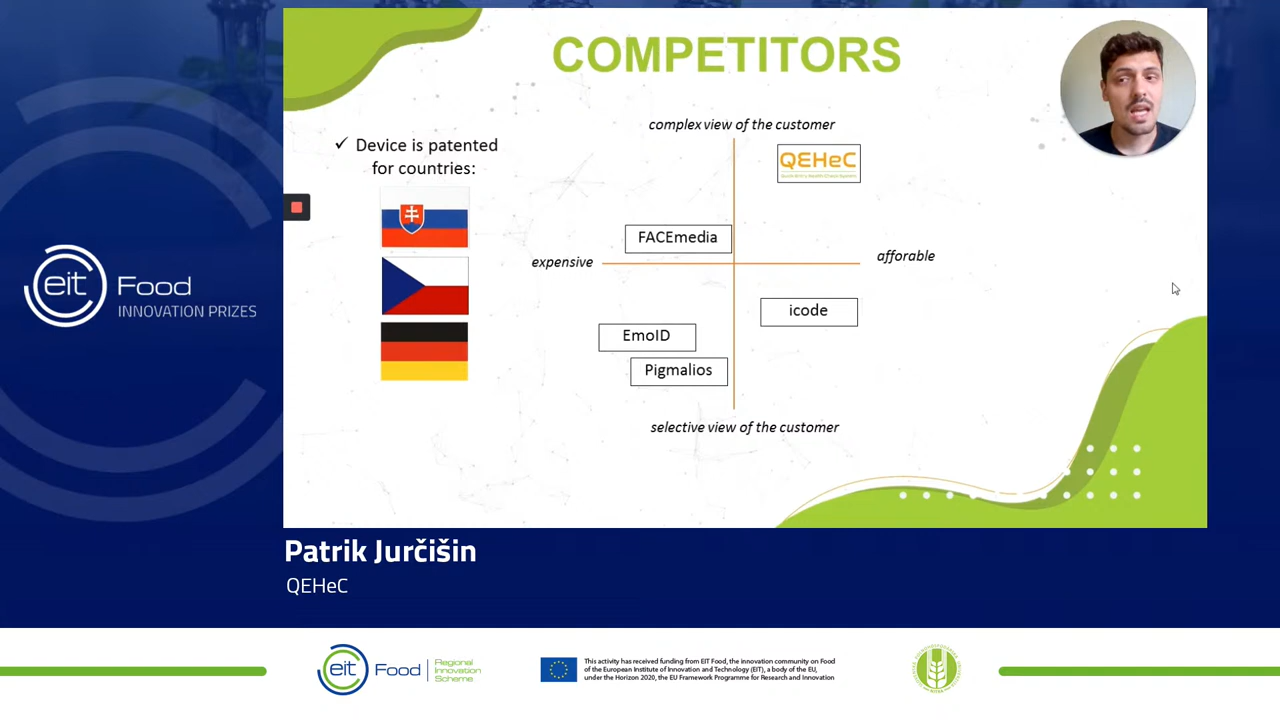 COMPETITORS
✓ Device is patented
for countries:
complex view of the customer
QEHeC
FACEmedia
expensive
afforable
icode
EmoID
Pigmalios
selective view of the customer
eit Food
INNOVATION PRIZES
Patrik Jurčišin
QEHeC
eit Food
Regional
Innovation
Scheme
This activity has received funding from EIT Food, the innovation community on Food
of the European Institute of Innovation and Technology (EIT), a body of the EU,
under the Horizon 2020, the EU Framework Programme for Research and Innovation